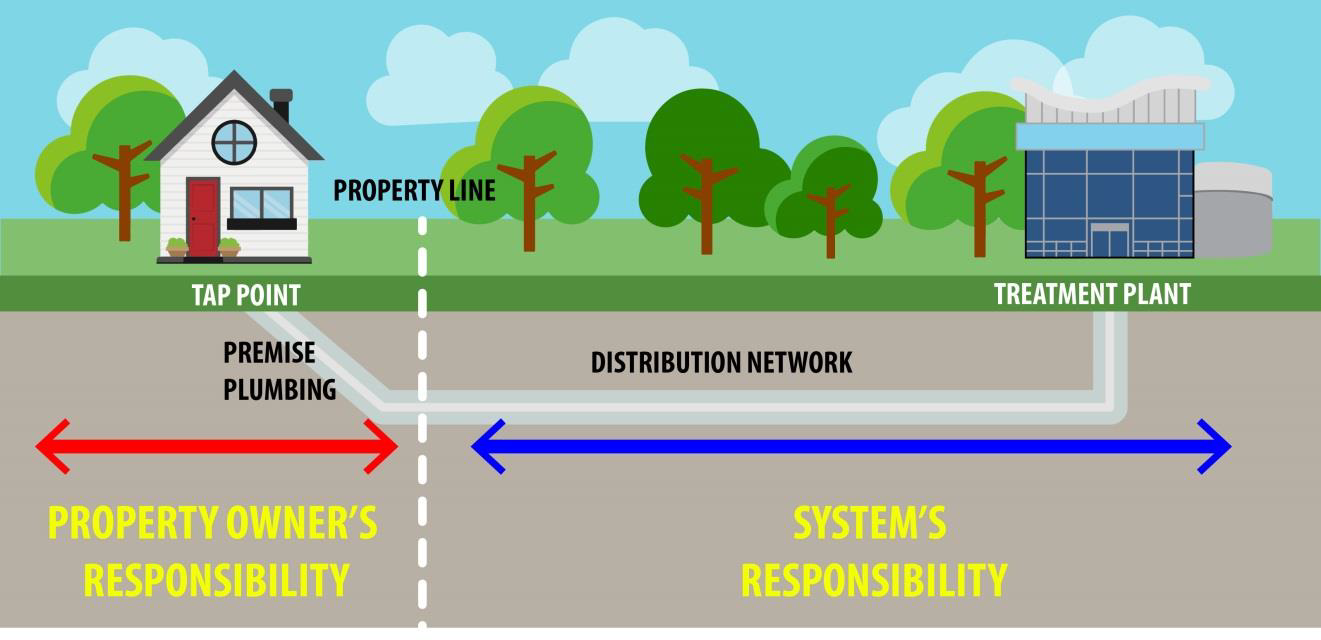 PROPERTY LINE
TAP POINT
TREATMENT PLANT
PREMISE
PLUMBING
DISTRIBUTION NETWORK
PROPERTY OWNER'S
RESPONSIBILITY
SYSTEM'S
RESPONSIBILITY